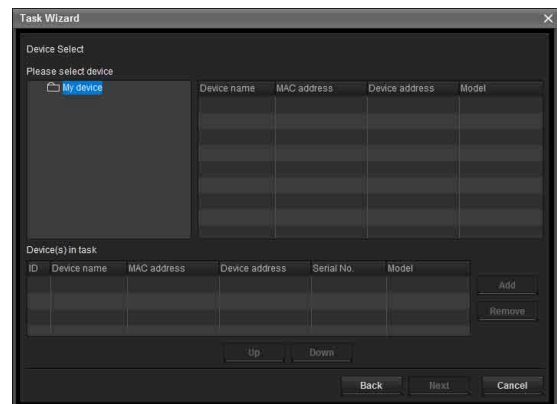 Task Wizard
Device Select
Please select device
My device
Device name MAC address Device address Model
Device(s) in task
ID Device name MAC address Device address Serial No. Model
Add
Remove
Up Down
Back Next Cancel